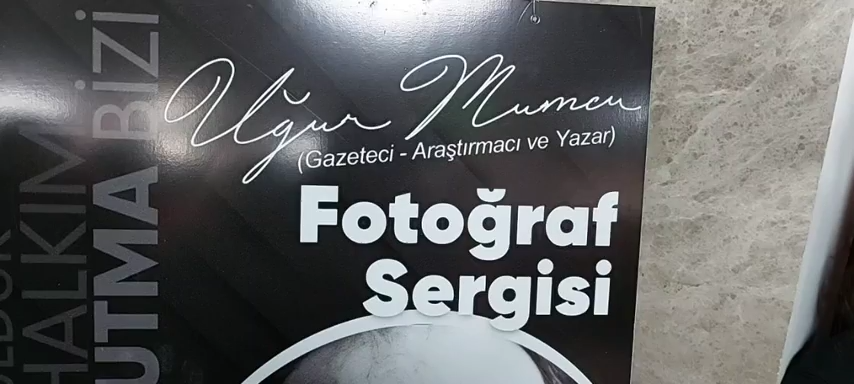 Uğur Mumcu
(Gazeteci - Araştırmacı ve Yazar)
Fotoğraf
Sergisi
HALKIM
UTMA BİZİ